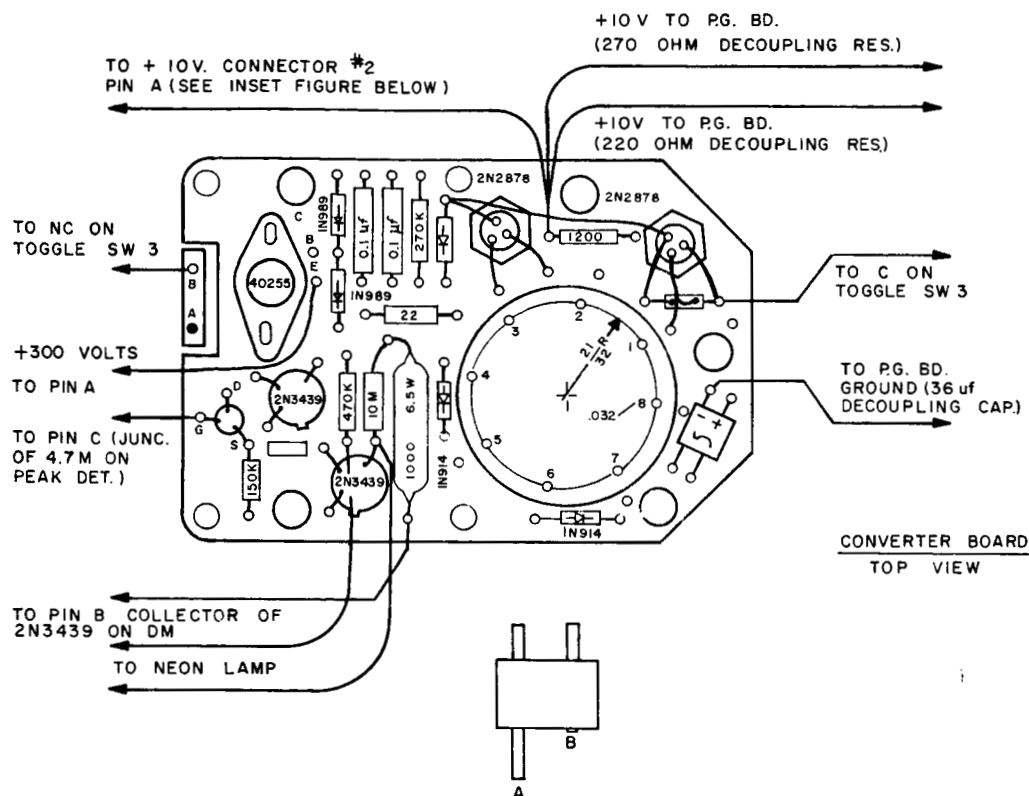 +10 V TO P.G. BD.
(270 OHM DECOUPLING RES.)
TO + 10V. CONNECTOR #2
PIN A (SEE INSET FIGURE BELOW)
+10V TO P.G. BD.
(220 OHM DECOUPLING RES.)
2N2878
2N2878
C
B
E
IN989
0.1 uf
0.1 µf
270K
1200
TO NC ON
TOGGLE SW 3
B
A
40255
IN989
22
TO C ON
TOGGLE SW 3
+300 VOLTS
TO PIN A
2
3
1
21/32 R
4
8
.032
5
7
6
TO P.G. BD.
GROUND (36 uf
DECOUPLING CAP.)
D
G
S
2N3439
470K
10M
6.5W
1000
IN914
5 +
TO PIN C (JUNC.
OF 4.7 M ON
PEAK DET.)
150K
2N3439
IN914
CONVERTER BOARD
TOP VIEW
TO PIN B COLLECTOR OF
2N3439 ON DM
TO NEON LAMP
B
A